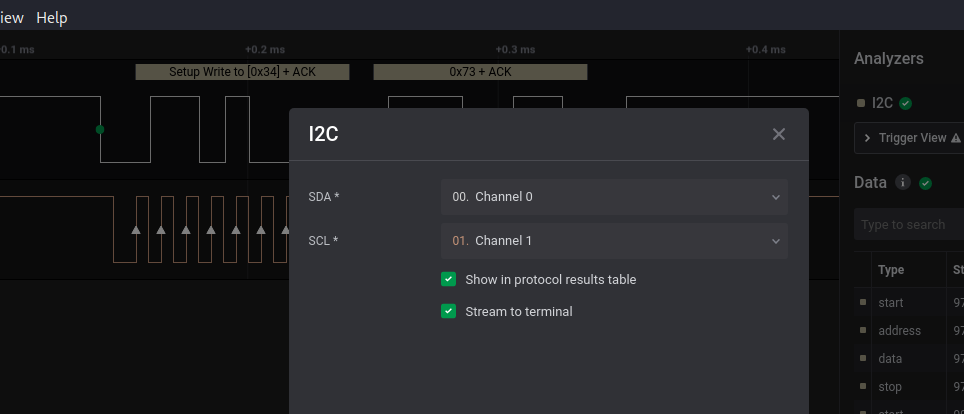 iew Help
+0.1 ms +0.2 ms +0.3 ms +0.4 ms
Setup Write to [0x34] + ACK 0x73 + ACK
Analyzers
I2C
I2C
Trigger View
SDA * 00. Channel 0
Data
SCL * 01. Channel 1
Type to search
Show in protocol results table
Type St
Stream to terminal
start 97
address 97
data 97
stop 97